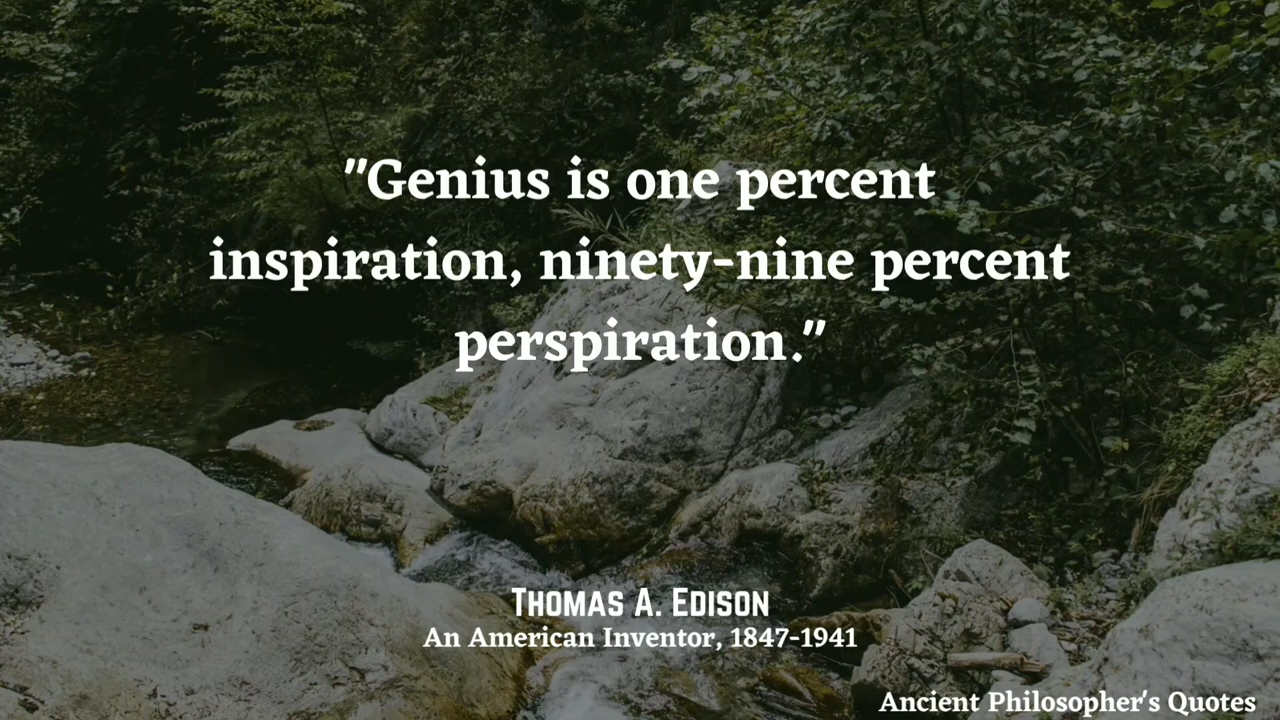 "Genius is one percent
inspiration, ninety-nine percent
perspiration."
Thomas A. Edison
An American Inventor, 1847-1941
Ancient Philosopher's Quotes